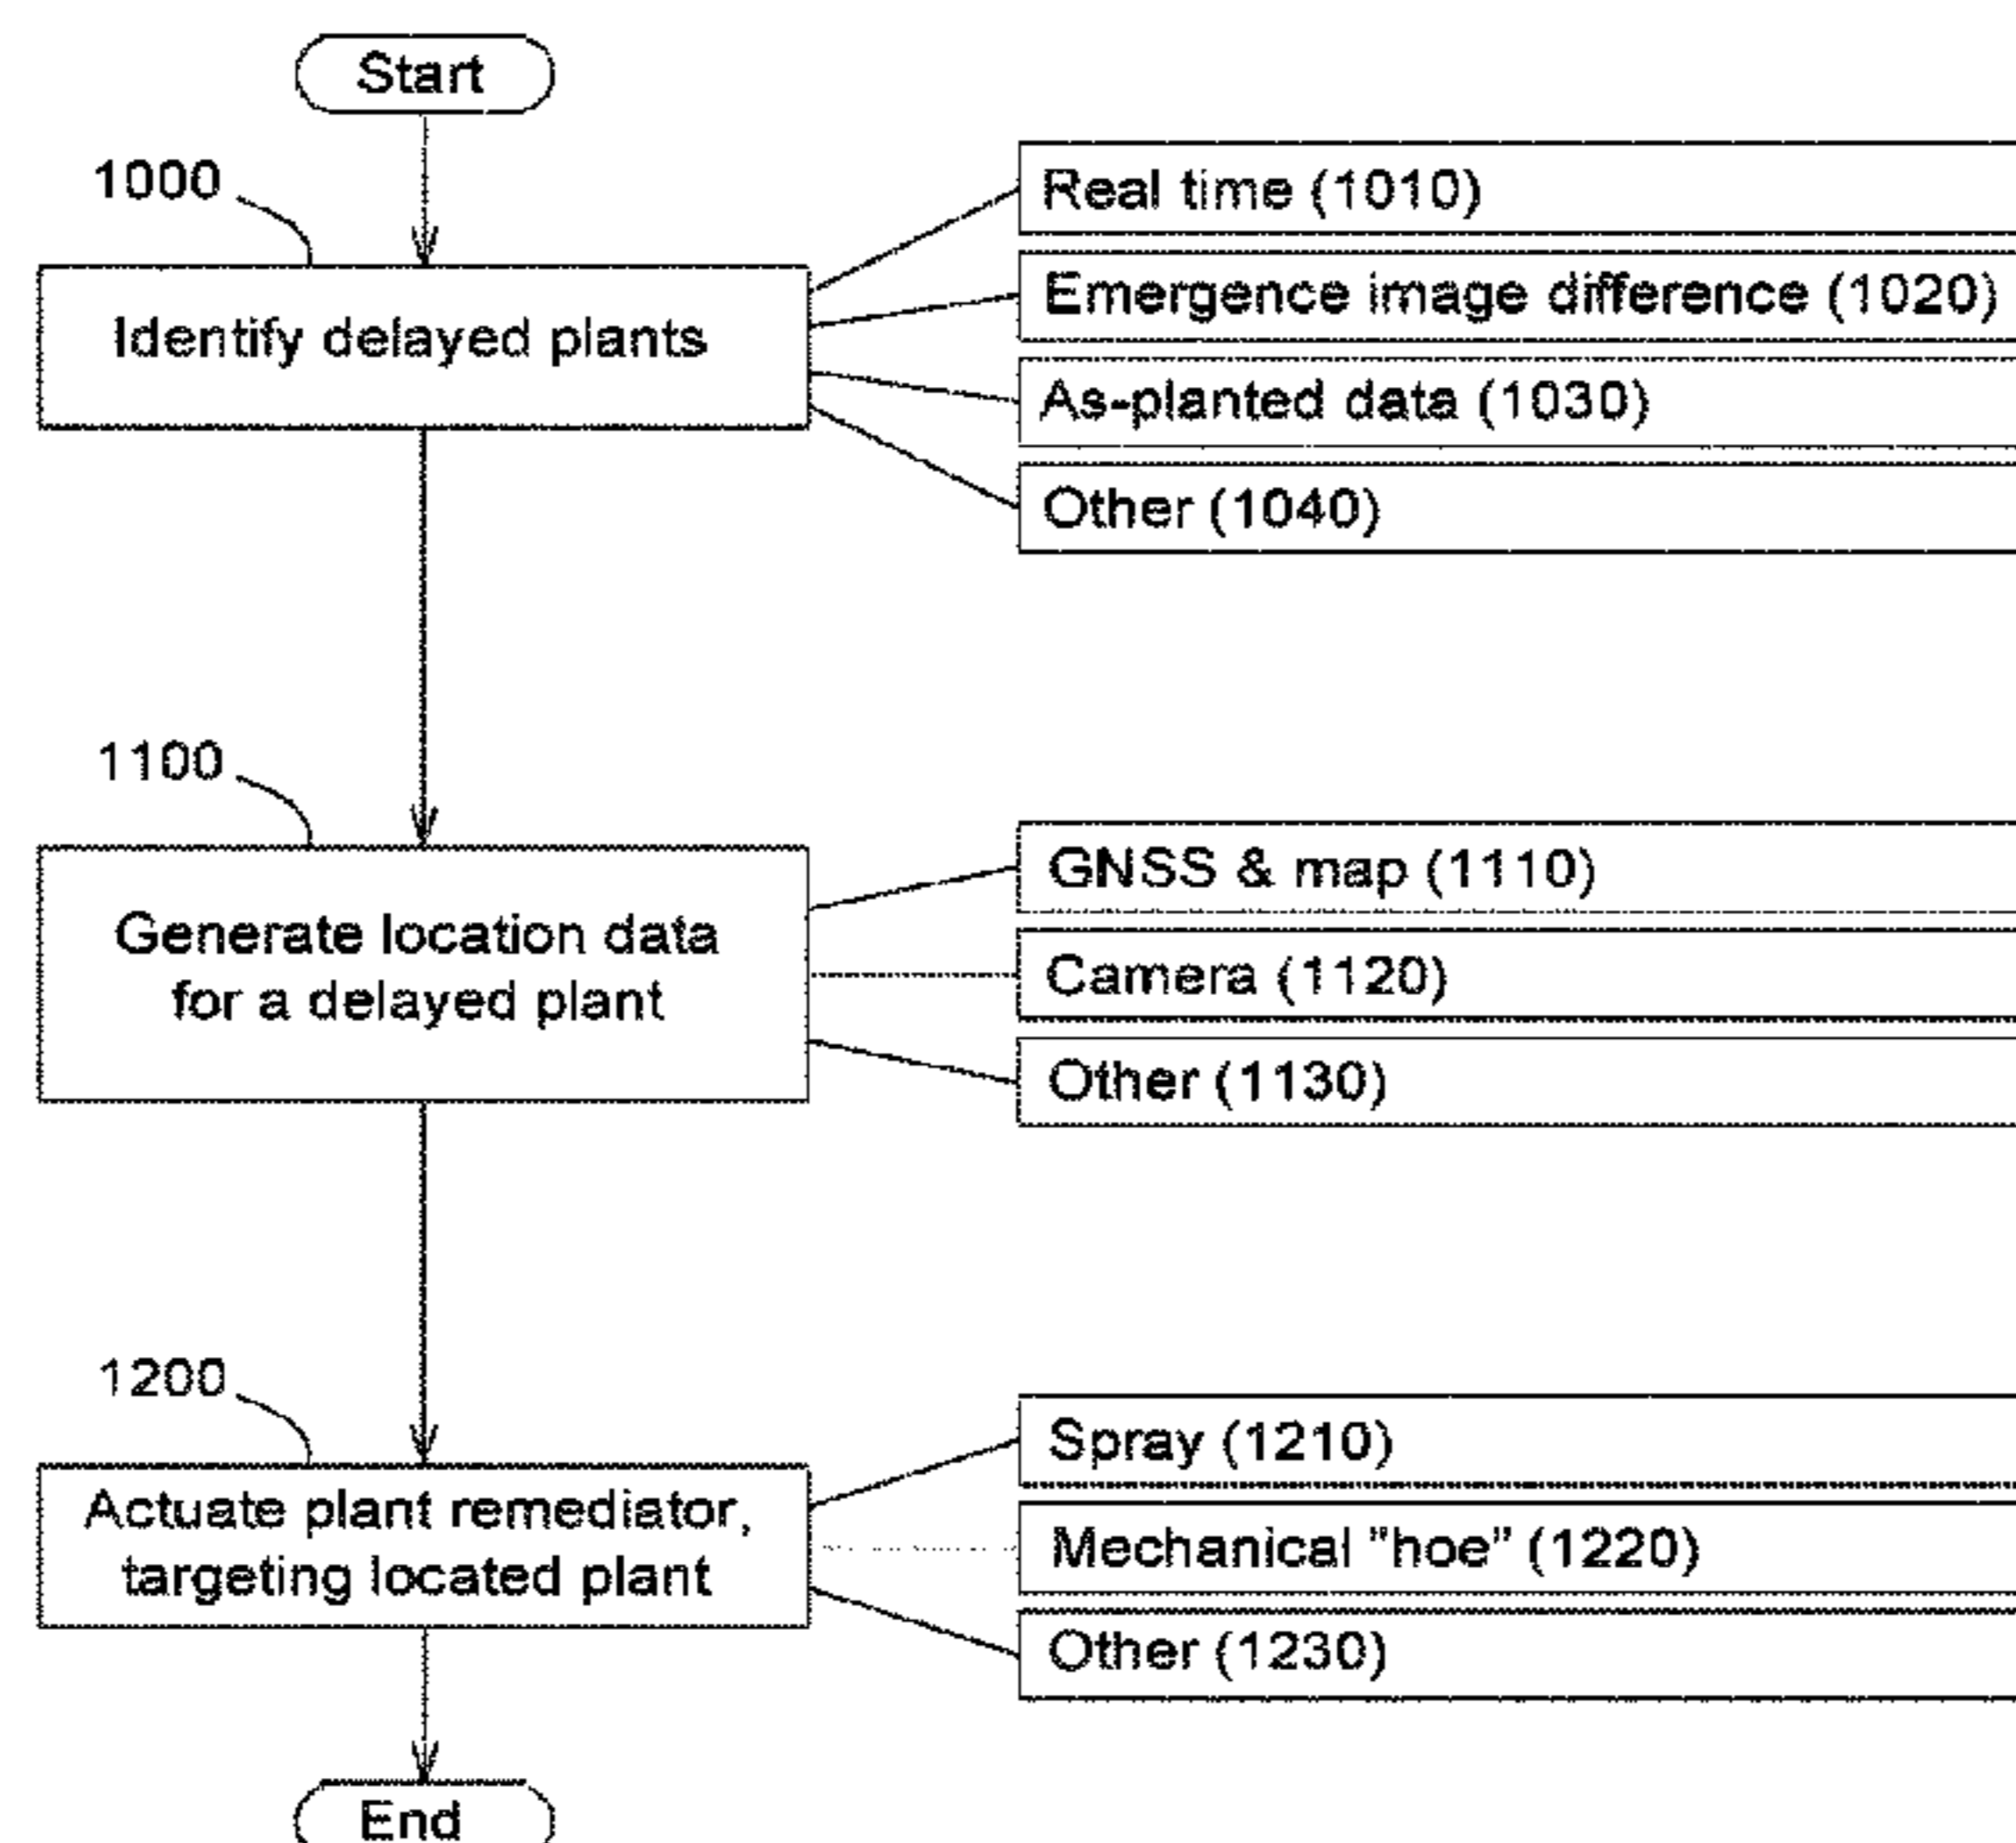 Start
1000
Identify delayed plants
Real time (1010)
Emergence image difference (1020)
As-planted data (1030)
Other (1040)
1100
Generate location data
for a delayed plant
GNSS & map (1110)
Camera (1120)
Other (1130)
1200
Actuate plant remediator,
targeting located plant
Spray (1210)
Mechanical "hoe" (1220)
Other (1230)
End